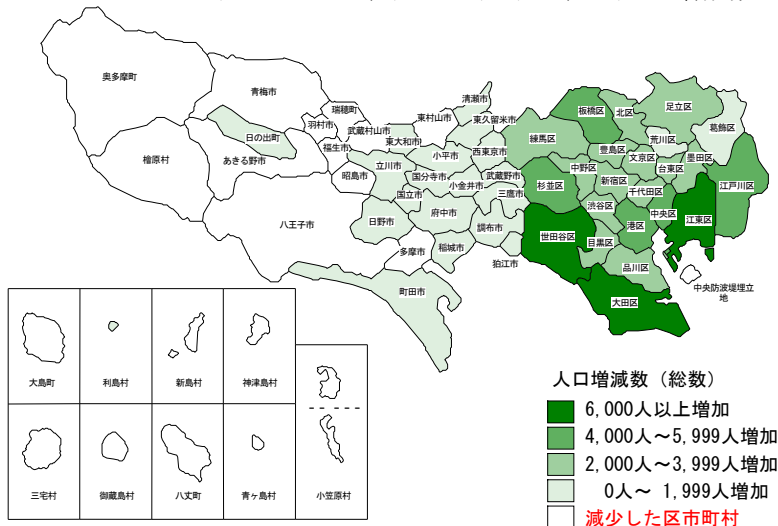 奥多摩町
青梅市
瑞穂町
羽村市
日の出町
檜原村
あきる野市
福生市
武蔵村山市
東大和市
東村山市
清瀬市
東久留米市
昭島市
立川市
小平市
西東京市
国分寺市
小金井市
武蔵野市
三鷹市
国立市
八王子市
日野市
府中市
調布市
多摩市
稲城市
狛江市
町田市
板橋区
北区
足立区
葛飾区
練馬区
豊島区
荒川区
文京区
墨田区
台東区
中野区
新宿区
千代田区
杉並区
江戸川区
渋谷区
中央区
港区
江東区
世田谷区
目黒区
品川区
大田区
中央防波堤埋立
地
大島町
利島村
新島村
神津島村
三宅村
御蔵島村
八丈町
青ヶ島村
小笠原村
人口増減数（総数）
6,000人以上増加
4,000人～5,999人増加
2,000人～3,999人増加
0人～ 1,999人増加
減少した区市町村